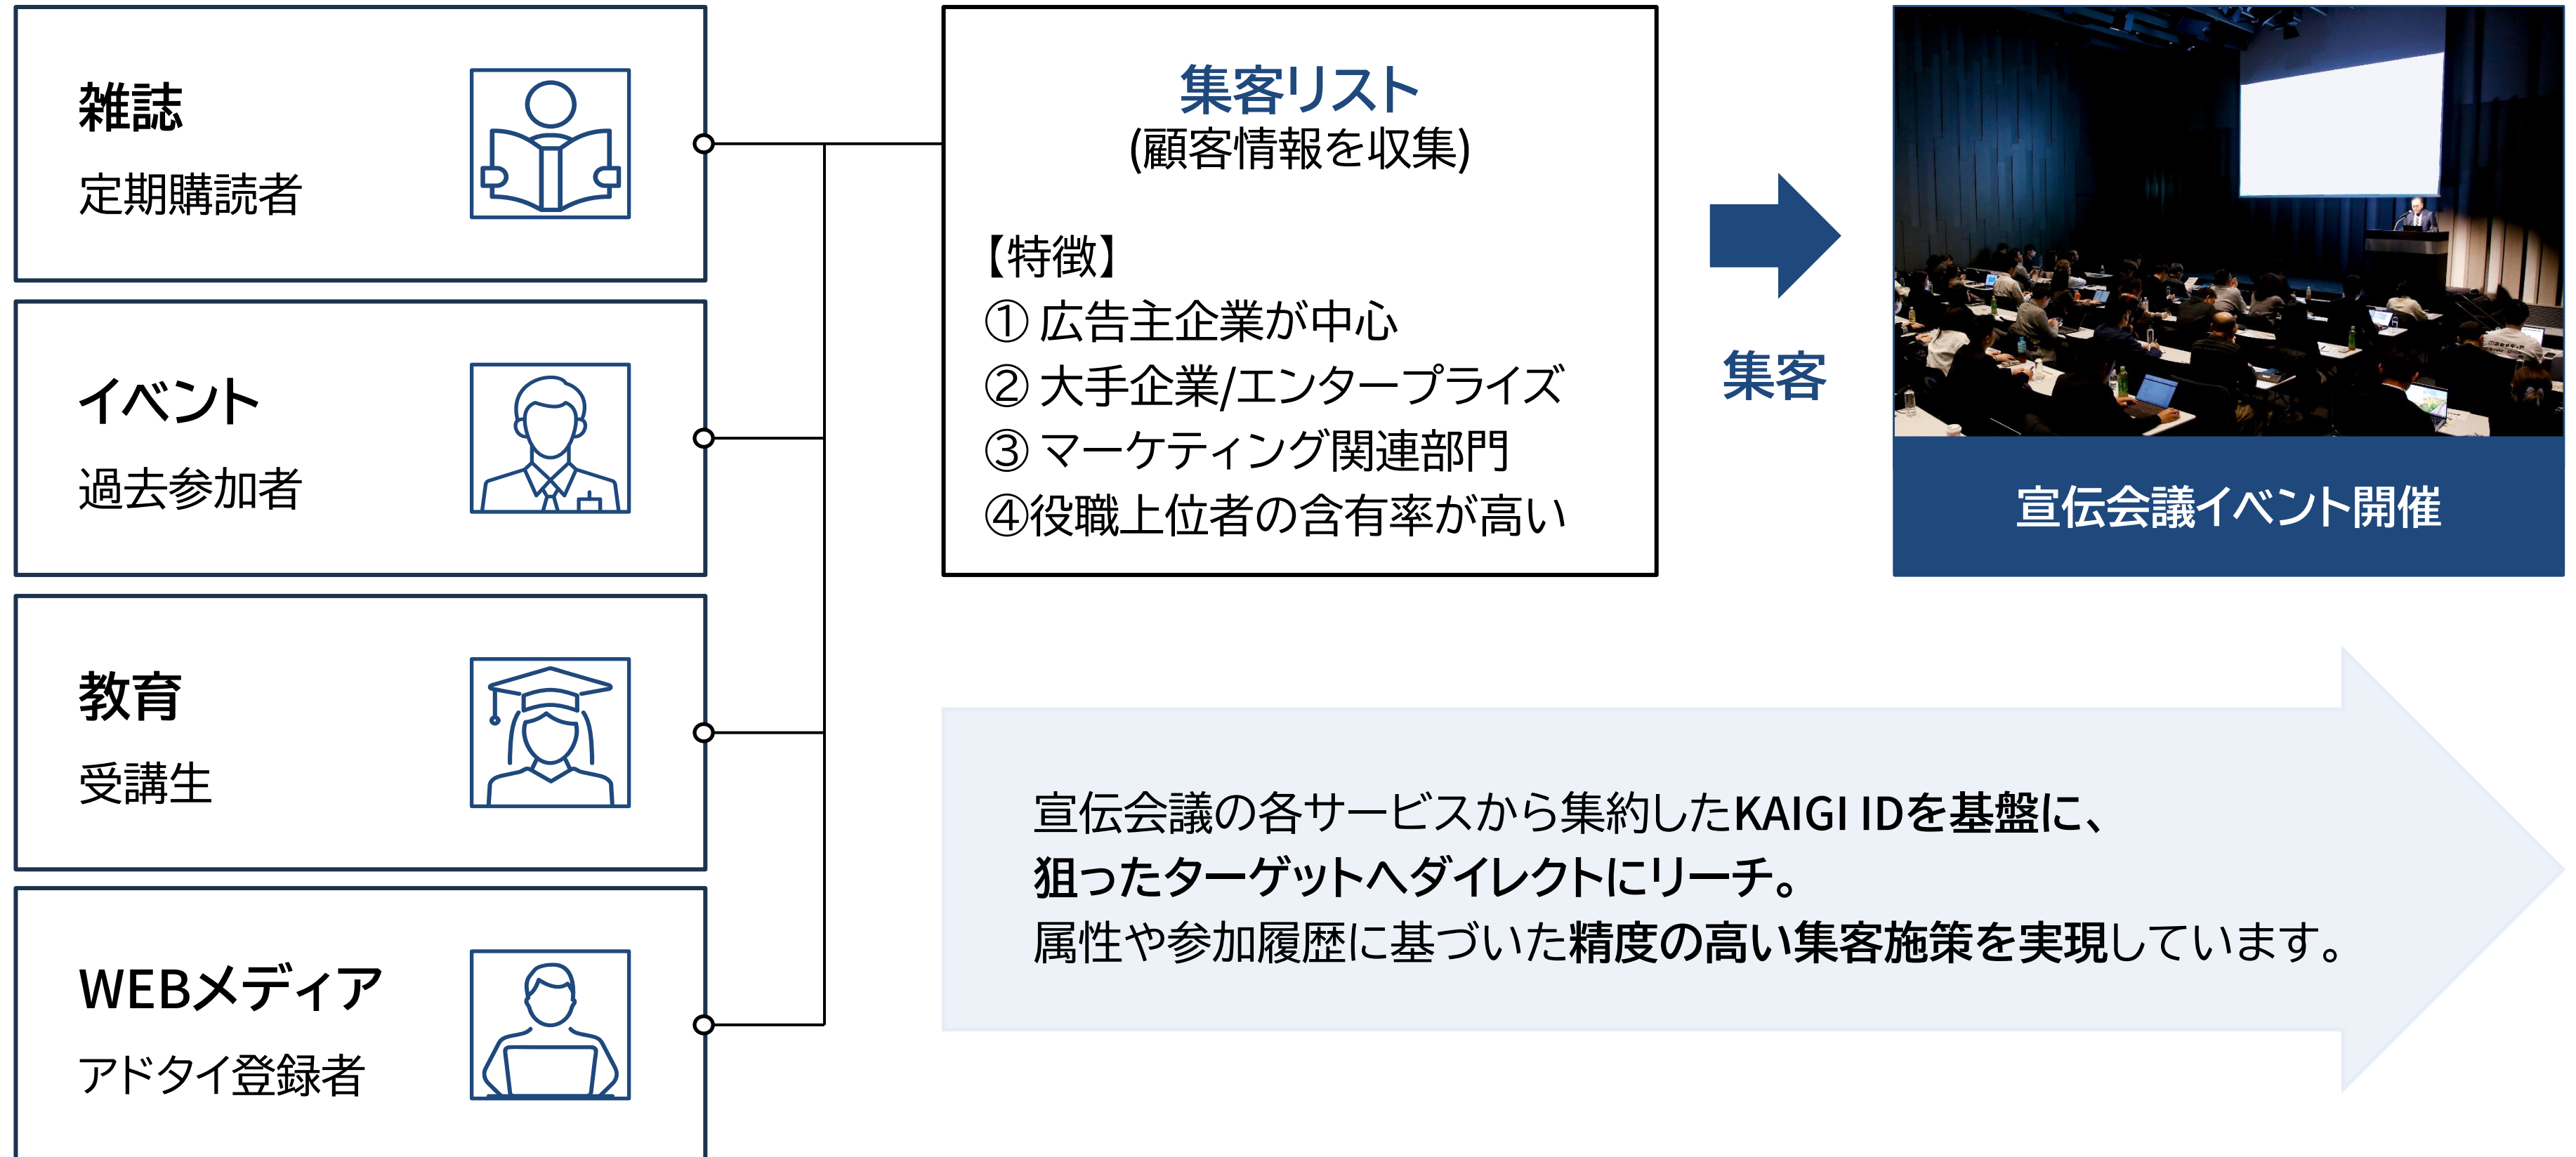 雑誌
定期購読者
イベント
過去参加者
教育
受講生
WEBメディア
アドタイ登録者
集客リスト
(顧客情報を収集)
【特徴】
① 広告主企業が中心
② 大手企業/エンタープライズ
③ マーケティング関連部門
④役職上位者の含有率が高い
集客
宣伝会議イベント開催
宣伝会議の各サービスから集約したKAIGI IDを基盤に、
狙ったターゲットへダイレクトにリーチ。
属性や参加履歴に基づいた精度の高い集客施策を実現しています。